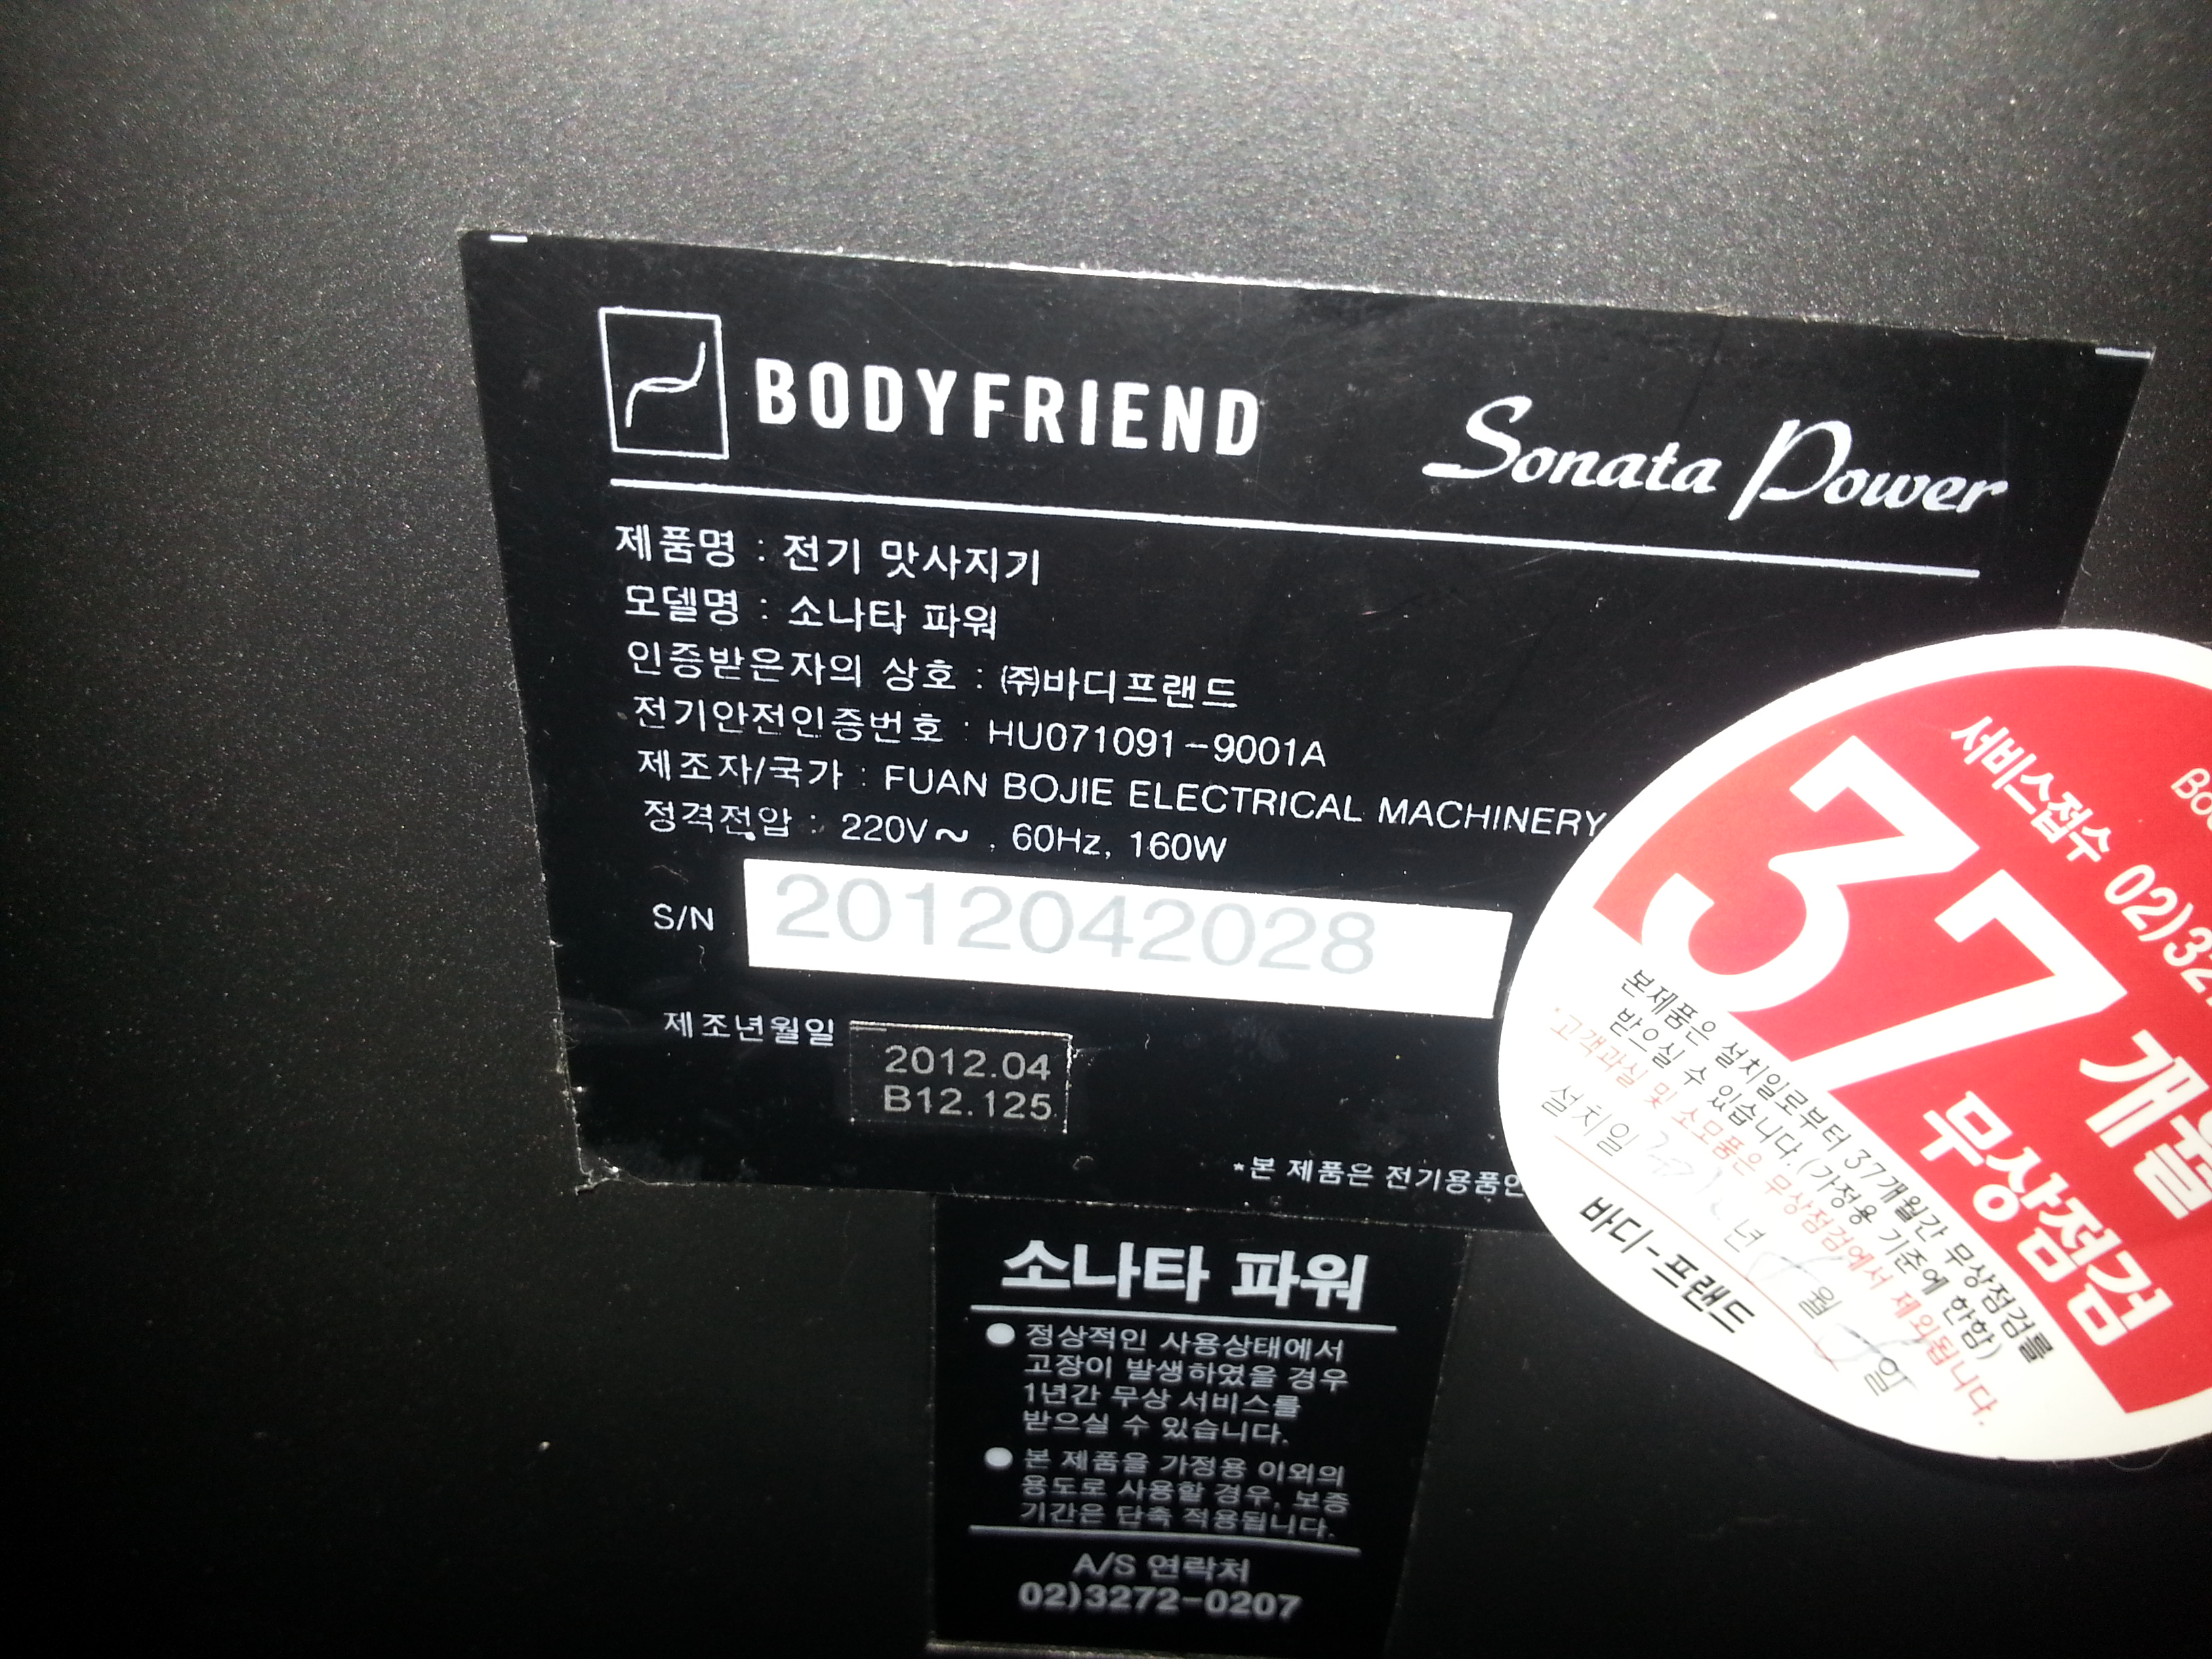 BODYFRIEND
Sonata Power
제품명 : 전기 맛사지기
모델명 : 소나타 파워
인증받은자의 상호 : ㈜바디프랜드
전기안전인증번호 : HU071091-9001A
제조자/국가 : FUAN BOJIE ELECTRICAL MACHINERY
정격전압 : 220V~ . 60Hz, 160W
S/N 2012042028
제조년월일 2012.04
B12.125
*본 제품은 전기용품안
소나타 파워
● 정상적인 사용상태에서
고장이 발생하였을 경우
1년간 무상 서비스를
받으실 수 있습니다.
● 본 제품을 가정용 이외의
용도로 사용할 경우, 보증
기간은 단축 적용됩니다.
A/S 연락처
02)3272-0207
서비스접수 02)32
37개월
무상점검
본제품은 설치일로부터 37개월간 무상점검를
받으실 수 있습니다.(가정용 기준에 한함)
*고객과실 및 소모품은 무상점검에서 제외됩니다.
설치일 년 월 일
바디-프랜드